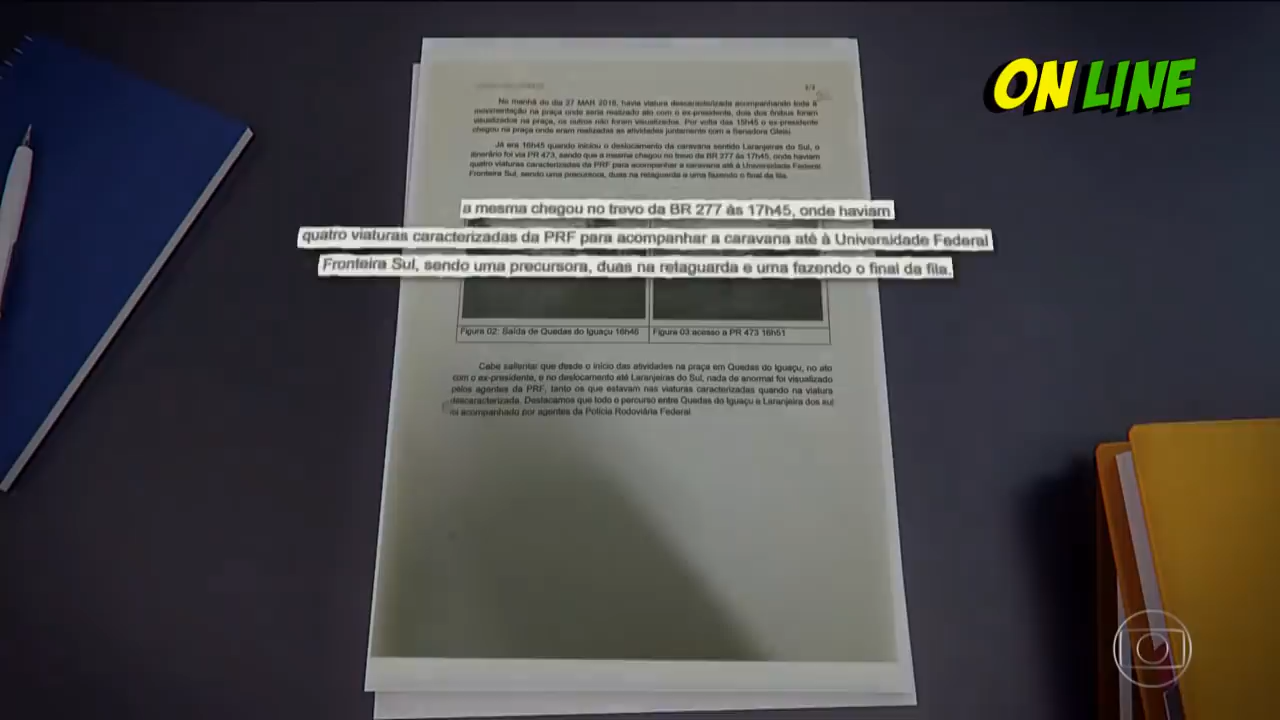 ON LINE
Na manhã do dia 27 MAR 2018, havia viatura descaracterizada acompanhando toda a
movimentação na praça onde seria realizado ato com o ex-presidente, dois dos ônibus foram
visualizados na praça, os outros não foram visualizados. Por volta das 15h45 o ex-presidente
chegou na praça onde eram realizadas as atividades juntamente com a Senadora Gleisi.
Já era 16h45 quando iniciou o deslocamento da caravana sentido Laranjeiras do Sul, o
itinerário foi via PR 473, sendo que a mesma chegou no trevo da BR 277 às 17h45, onde haviam
quatro viaturas caracterizadas da PRF para acompanhar a caravana até à Universidade Federal
Fronteira Sul, sendo uma precursora, duas na retaguarda e uma fazendo o final da fila.
a mesma chegou no trevo da BR 277 às 17h45, onde haviam
quatro viaturas caracterizadas da PRF para acompanhar a caravana até à Universidade Federal
Fronteira Sul, sendo uma precursora, duas na retaguarda e uma fazendo o final da fila.
Figura 02: Saída de Quedas do Iguaçu 16h46
Figura 03 acesso a PR 473 16h51
Cabe salientar que desde o início das atividades na praça em Quedas do Iguaçu, no ato
com o ex-presidente, e no deslocamento até Laranjeiras do Sul, nada de anormal foi visualizado
pelos agentes da PRF, tanto os que estavam nas viaturas caracterizadas quando na viatura
descaracterizada. Destacamos que todo o percurso entre Quedas do Iguaçu e Laranjeira dos sul
foi acompanhado por agentes da Polícia Rodoviária Federal